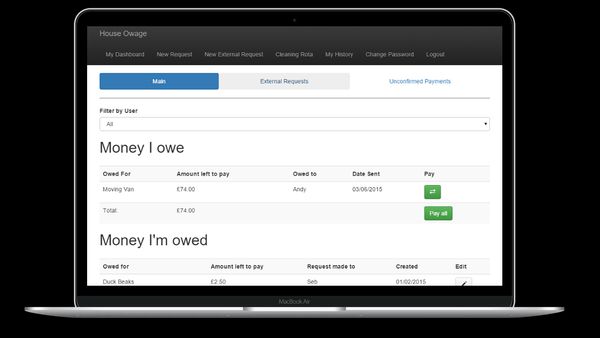 House Owage
My Dashboard New Request New External Request Cleaning Rota My History Change Password Logout
Main External Requests Unconfirmed Payments
Filter by User
All
Money I owe
Owed For Amount left to pay Owed to Date Sent Pay
Moving Van £74.00 Andy 03/06/2015
Total: £74.00 Pay all
Money I'm owed
Owed for Amount left to pay Request made to Created Edit
Duck Beaks £2.50 Seb 01/02/2015
MacBook Air